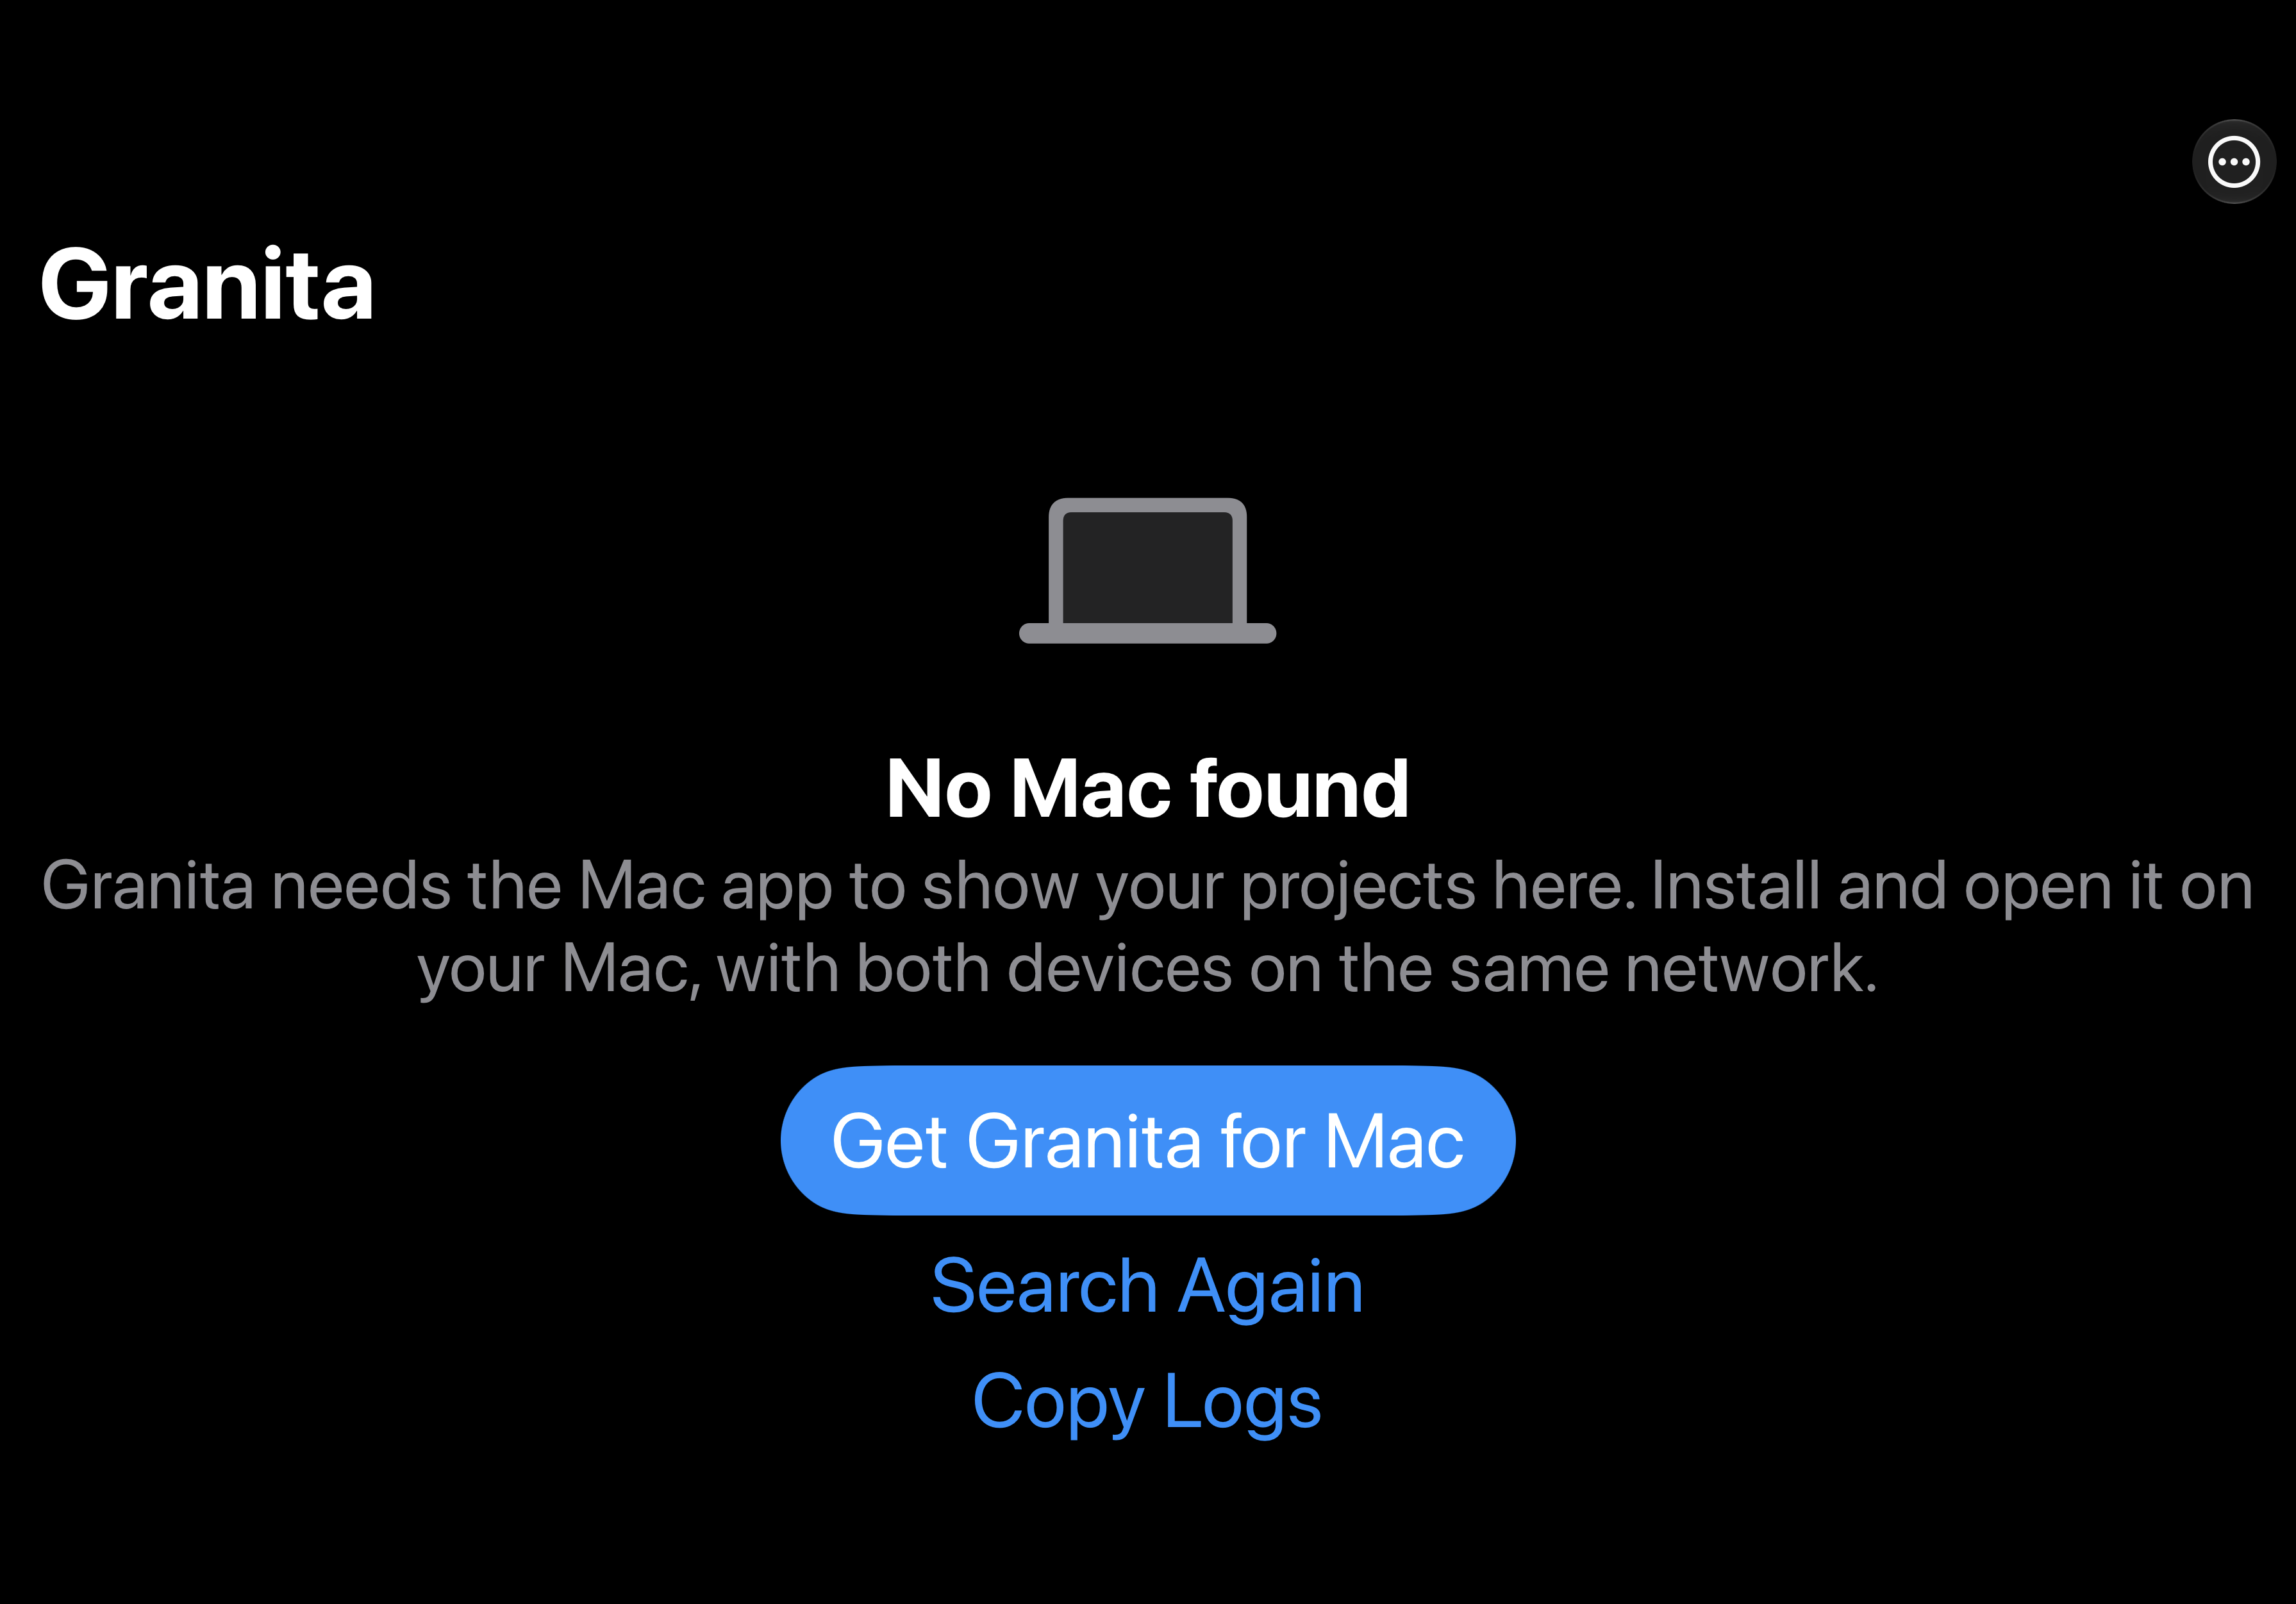 Granita
No Mac found
Granita needs the Mac app to show your projects here. Install and open it on
your Mac, with both devices on the same network.
Get Granita for Mac
Search Again
Copy Logs